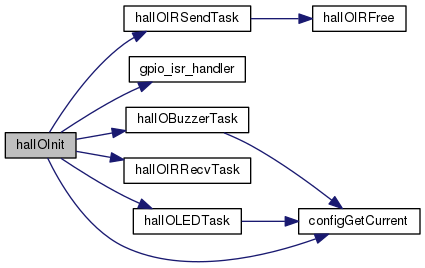 halIOInit
halIOIRSendTask
halIOIRFree
gpio_isr_handler
halIOBuzzerTask
halIOIRRecvTask
halIOLEDTask
configGetCurrent